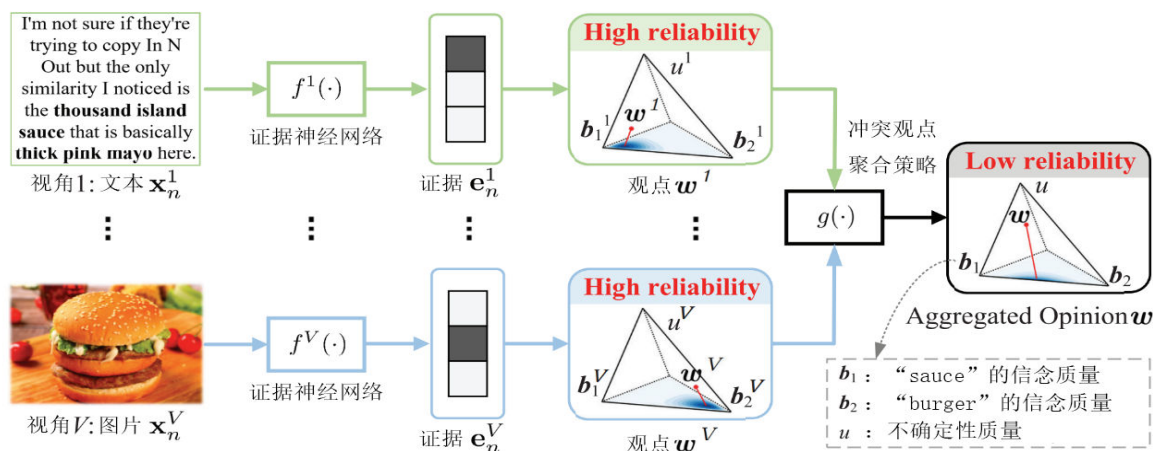 I'm not sure if they're
trying to copy In N
Out but the only
similarity I noticed is
the thousand island
sauce that is basically
thick pink mayo here.
视角1: 文本 x_n^1
f^1(·)
证据神经网络
证据 e_n^1
High reliability
u^1
w^1
b_1^1
b_2^1
观点 w^1
冲突观点
聚合策略
g(·)
Low reliability
u
w
b_1
b_2
Aggregated Opinion w
视角V: 图片 x_n^V
f^V(·)
证据神经网络
证据 e_n^V
High reliability
u^V
w^V
b_1^V
b_2^V
观点 w^V
b_1: “sauce”的信念质量
b_2: “burger”的信念质量
u : 不确定性质量